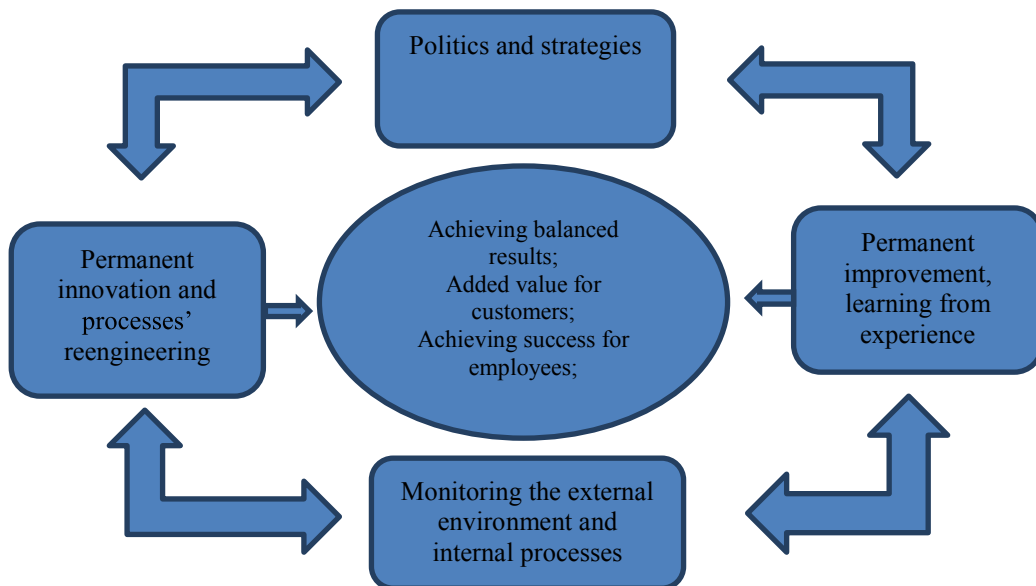 Politics and strategies
Permanent
innovation and
processes’
reengineering
Achieving balanced
results;
Added value for
customers;
Achieving success for
employees;
Permanent
improvement,
learning from
experience
Monitoring the external
environment and
internal processes